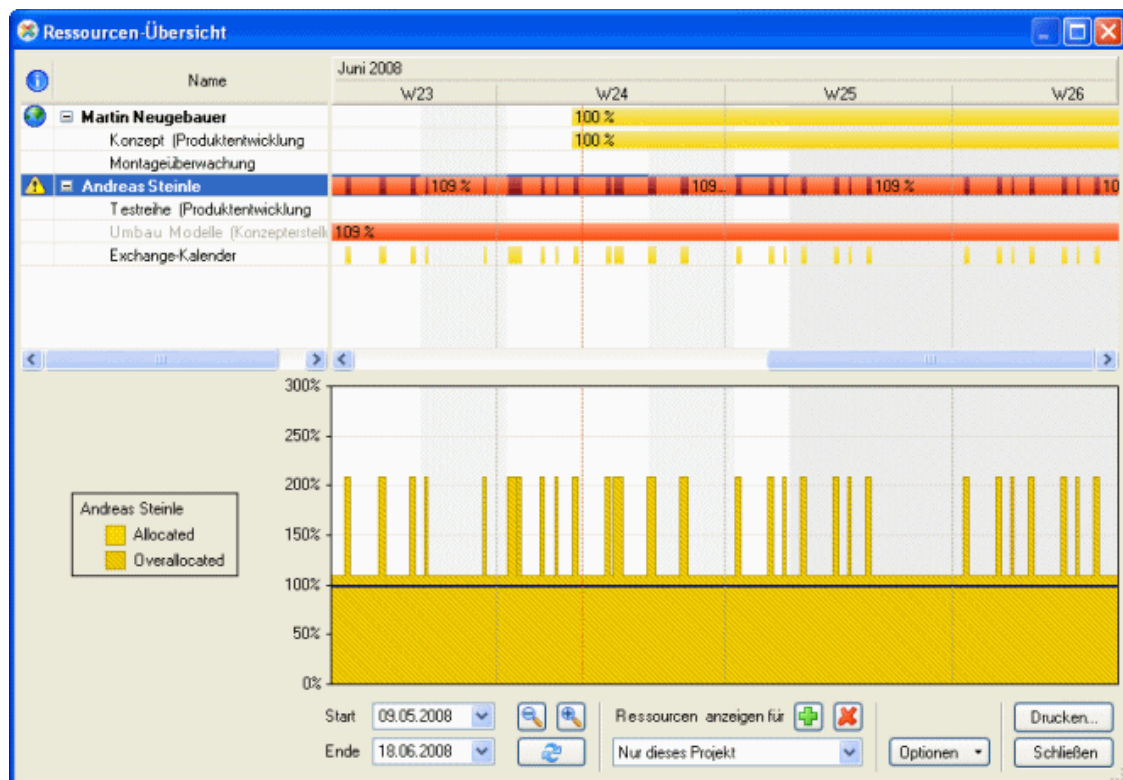 Ressourcen-Übersicht
Name
Juni 2008
W23 W24 W25 W26
Martin Neugebauer 100 %
Konzept (Produktentwicklung 100 %
Montageüberwachung
Andreas Steinle 109 % 109... 109 % 10
Testreihe (Produktentwicklung
Umbau Modelle (Konzepterstell 109 %
Exchange-Kalender
300%
250%
200%
150%
100%
50%
0%
Andreas Steinle
Allocated
Overallocated
Start 09.05.2008 Ressourcen anzeigen für Drucken...
Ende 18.06.2008 Nur dieses Projekt Optionen Schließen